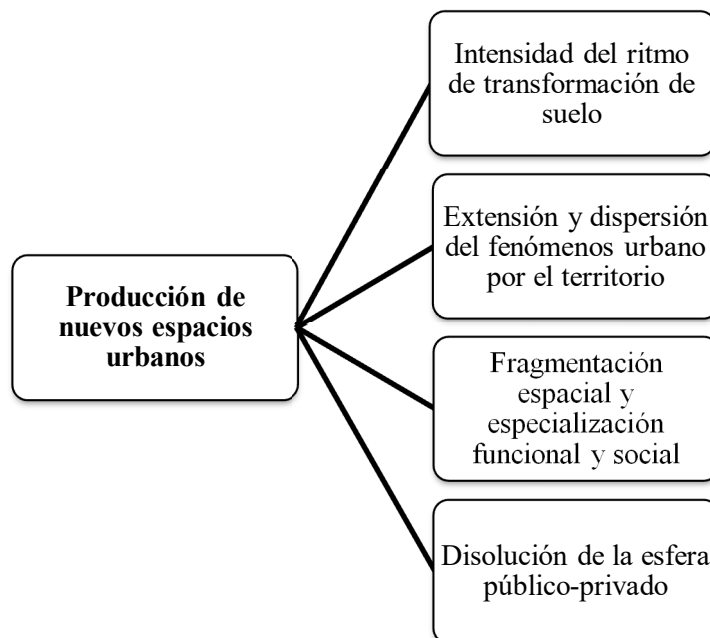 Intensidad del ritmo
de transformación de
suelo
Extensión y dispersión
del fenómenos urbano
por el territorio
Producción de
nuevos espacios
urbanos
Fragmentación
espacial y
especialización
funcional y social
Disolución de la esfera
público-privado